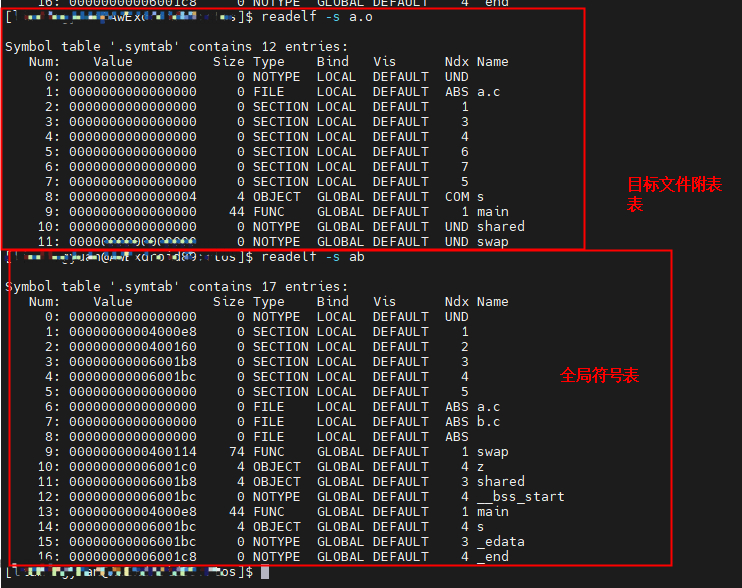 16: 00000000006001c8     0 NOTYPE  GLOBAL DEFAULT    4 _end
]$ readelf -s a.o
Symbol table '.symtab' contains 12 entries:
   Num:    Value          Size Type    Bind   Vis      Ndx Name
     0: 0000000000000000     0 NOTYPE  LOCAL  DEFAULT  UND
     1: 0000000000000000     0 FILE    LOCAL  DEFAULT  ABS a.c
     2: 0000000000000000     0 SECTION LOCAL  DEFAULT    1
     3: 0000000000000000     0 SECTION LOCAL  DEFAULT    3
     4: 0000000000000000     0 SECTION LOCAL  DEFAULT    4
     5: 0000000000000000     0 SECTION LOCAL  DEFAULT    6
     6: 0000000000000000     0 SECTION LOCAL  DEFAULT    7
     7: 0000000000000000     0 SECTION LOCAL  DEFAULT    5
     8: 0000000000000004     4 OBJECT  GLOBAL DEFAULT  COM s
     9: 0000000000000000    44 FUNC    GLOBAL DEFAULT    1 main
    10: 0000000000000000     0 NOTYPE  GLOBAL DEFAULT  UND shared
    11: 0000000000000000     0 NOTYPE  GLOBAL DEFAULT  UND swap
目标文件附表
表
]$ readelf -s ab
Symbol table '.symtab' contains 17 entries:
   Num:    Value          Size Type    Bind   Vis      Ndx Name
     0: 0000000000000000     0 NOTYPE  LOCAL  DEFAULT  UND
     1: 00000000004000e8     0 SECTION LOCAL  DEFAULT    1
     2: 0000000000400160     0 SECTION LOCAL  DEFAULT    2
     3: 00000000006001b8     0 SECTION LOCAL  DEFAULT    3
     4: 00000000006001bc     0 SECTION LOCAL  DEFAULT    4
     5: 0000000000000000     0 SECTION LOCAL  DEFAULT    5
     6: 0000000000000000     0 FILE    LOCAL  DEFAULT  ABS a.c
     7: 0000000000000000     0 FILE    LOCAL  DEFAULT  ABS b.c
     8: 0000000000000000     0 FILE    LOCAL  DEFAULT  ABS
     9: 0000000000400114    74 FUNC    GLOBAL DEFAULT    1 swap
    10: 00000000006001c0     4 OBJECT  GLOBAL DEFAULT    4 z
    11: 00000000006001b8     4 OBJECT  GLOBAL DEFAULT    3 shared
    12: 00000000006001bc     0 NOTYPE  GLOBAL DEFAULT    4 __bss_start
    13: 00000000004000e8    44 FUNC    GLOBAL DEFAULT    1 main
    14: 00000000006001bc     4 OBJECT  GLOBAL DEFAULT    4 s
    15: 00000000006001bc     0 NOTYPE  GLOBAL DEFAULT    3 _edata
    16: 00000000006001c8     0 NOTYPE  GLOBAL DEFAULT    4 _end
全局符号表
]$